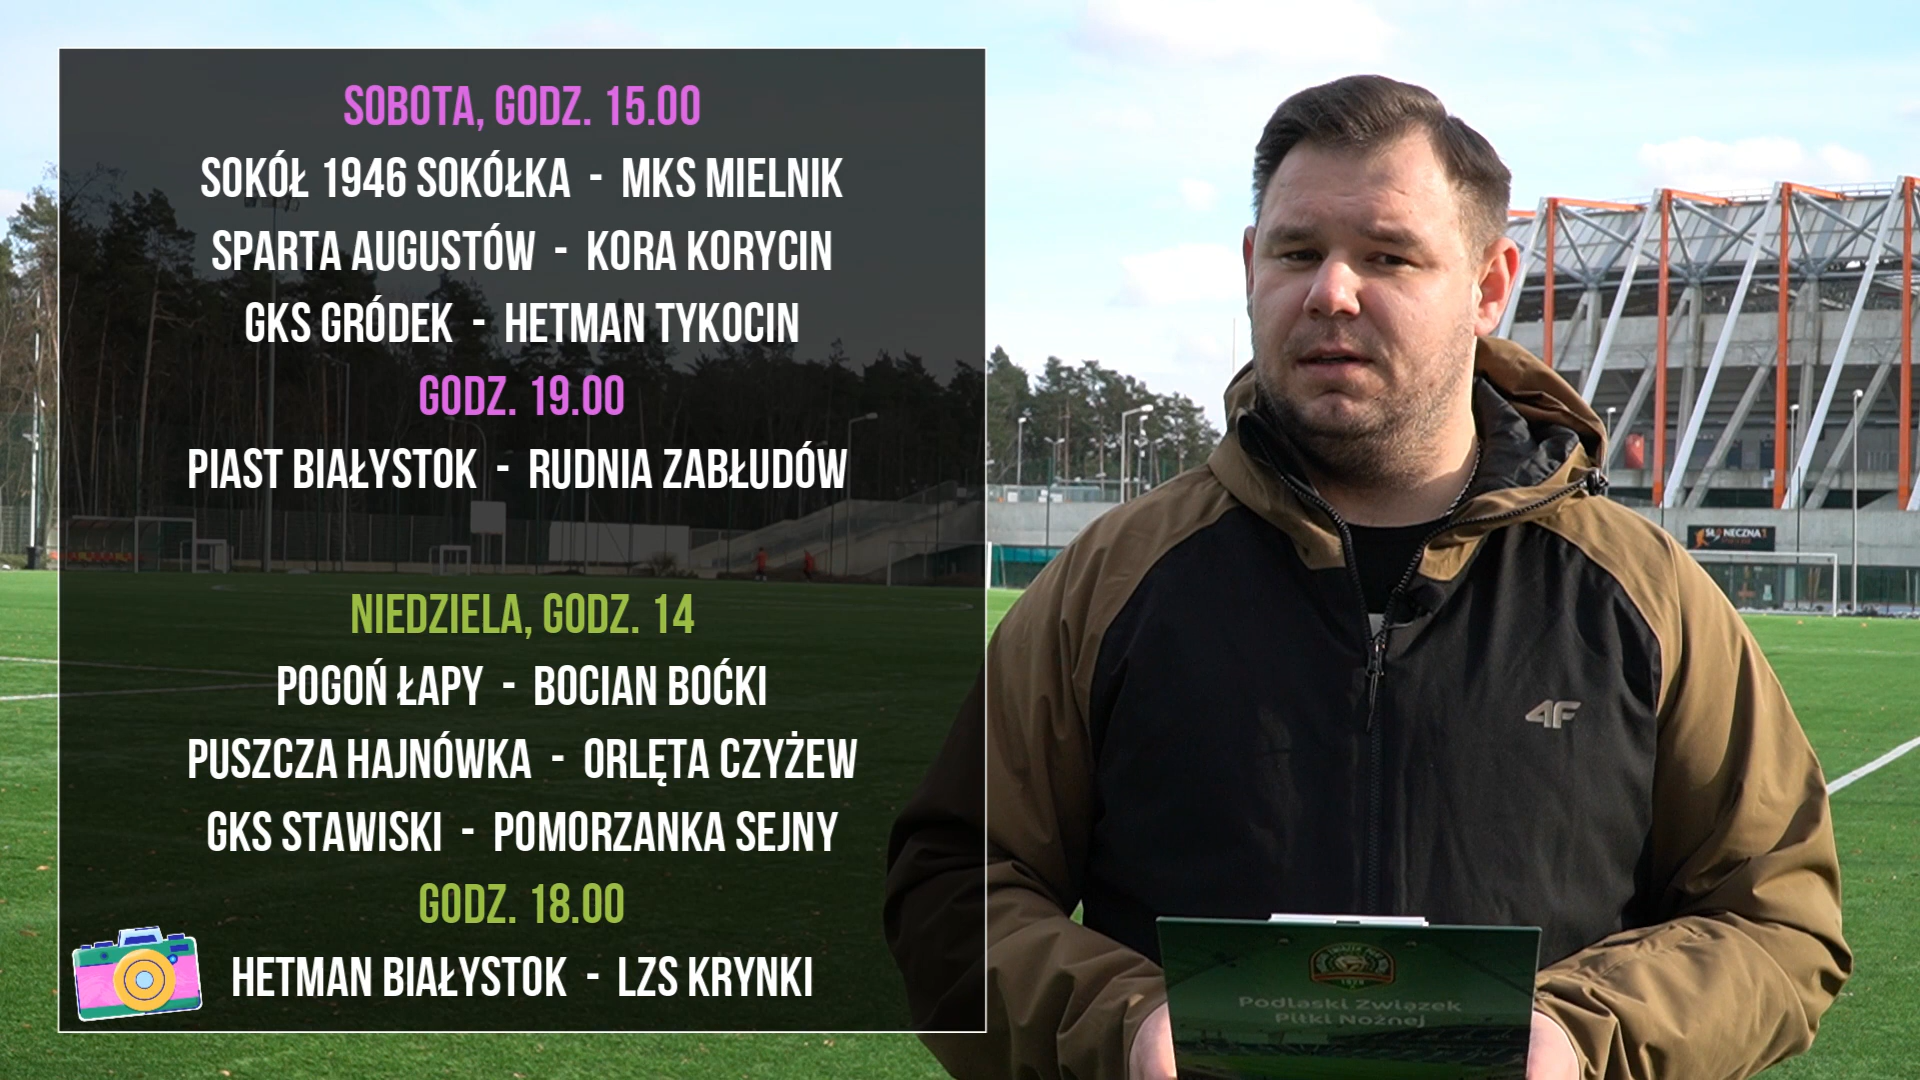 SOBOTA, GODZ. 15.00
SOKÓŁ 1946 SOKÓŁKA - MKS MIELNIK
SPARTA AUGUSTÓW - KORA KORYCIN
GKS GRÓDEK - HETMAN TYKOCIN
GODZ. 19.00
PIAST BIAŁYSTOK - RUDNIA ZABŁUDÓW
NIEDZIELA, GODZ. 14
POGOŃ ŁAPY - BOCIAN BOĆKI
PUSZCZA HAJNÓWKA - ORLĘTA CZYŻEW
GKS STAWISKI - POMORZANKA SEJNY
GODZ. 18.00
HETMAN BIAŁYSTOK - LZS KRYNKI
4F
Podlaski Związek
Piłki Nożnej